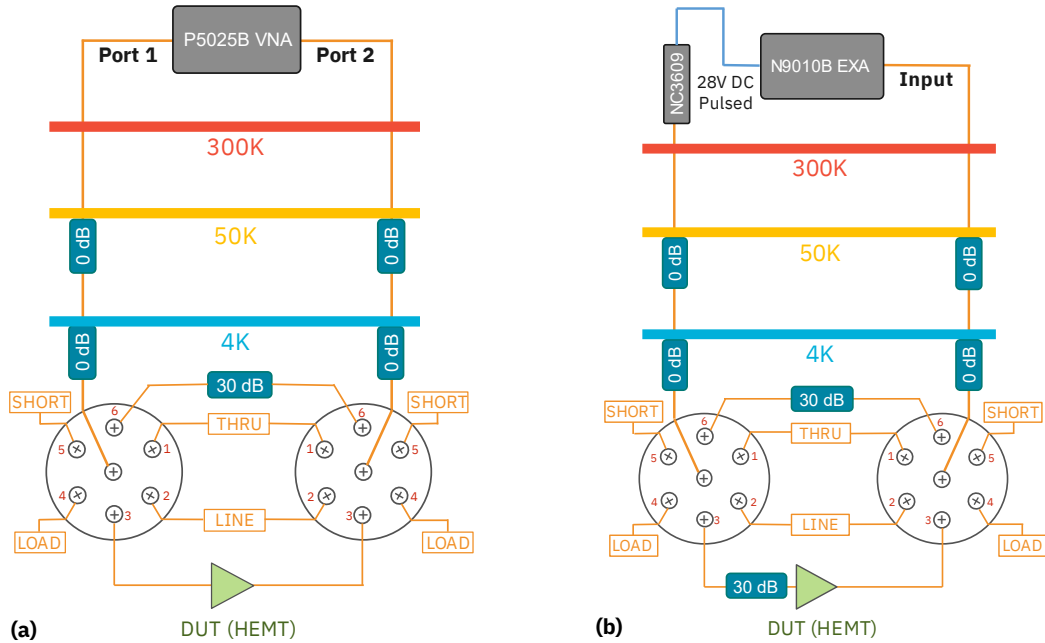 P5025B VNA
Port 1
Port 2
300K
50K
0 dB
0 dB
4K
0 dB
0 dB
30 dB
SHORT
SHORT
THRU
6
5
1
4
2
3
6
1
5
2
4
3
LOAD
LINE
LOAD
(a)
DUT (HEMT)
NC3609
28V DC
Pulsed
N9010B EXA
Input
300K
50K
0 dB
0 dB
4K
0 dB
0 dB
30 dB
SHORT
SHORT
THRU
6
5
1
4
2
3
6
1
5
2
4
3
LOAD
LINE
LOAD
30 dB
(b)
DUT (HEMT)